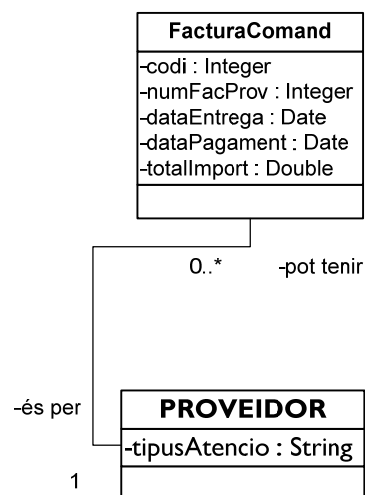 FacturaComand
-codi : Integer
-numFacProv : Integer
-dataEntrega : Date
-dataPagament : Date
-totalImport : Double
0..* -pot tenir
-és per
PROVEIDOR
-tipusAtencio : String
1